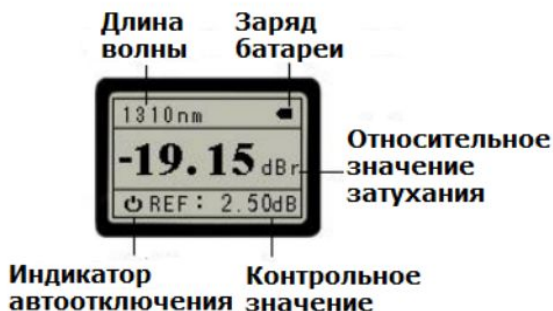 Длина
волны
Заряд
батареи
1310nm
-19.15 dBr
REF: 2.50dB
Относительное
значение
затухания
Индикатор
автоотключения
Контрольное
значение